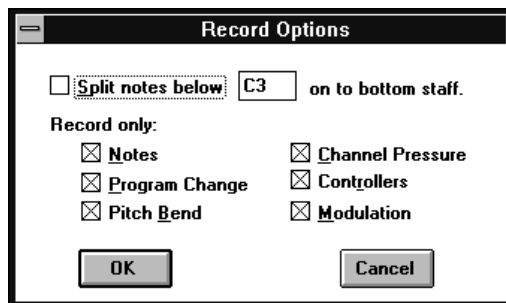 Record Options
Split notes below C3 on to bottom staff.
Record only:
Notes Channel Pressure
Program Change Controllers
Pitch Bend Modulation
OK Cancel